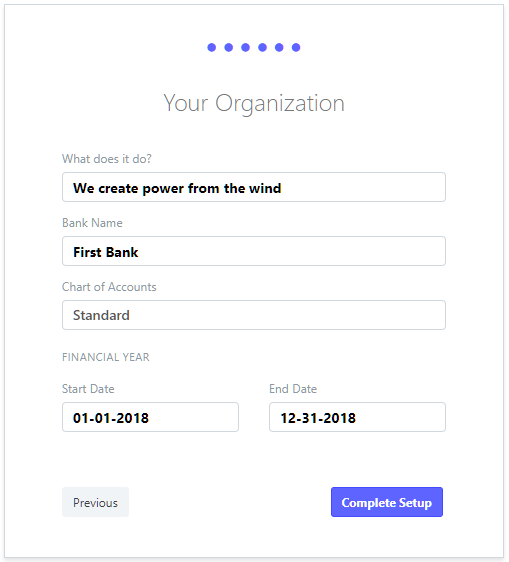 Your Organization
What does it do?
We create power from the wind
Bank Name
First Bank
Chart of Accounts
Standard
FINANCIAL YEAR
Start Date End Date
01-01-2018 12-31-2018
Previous Complete Setup